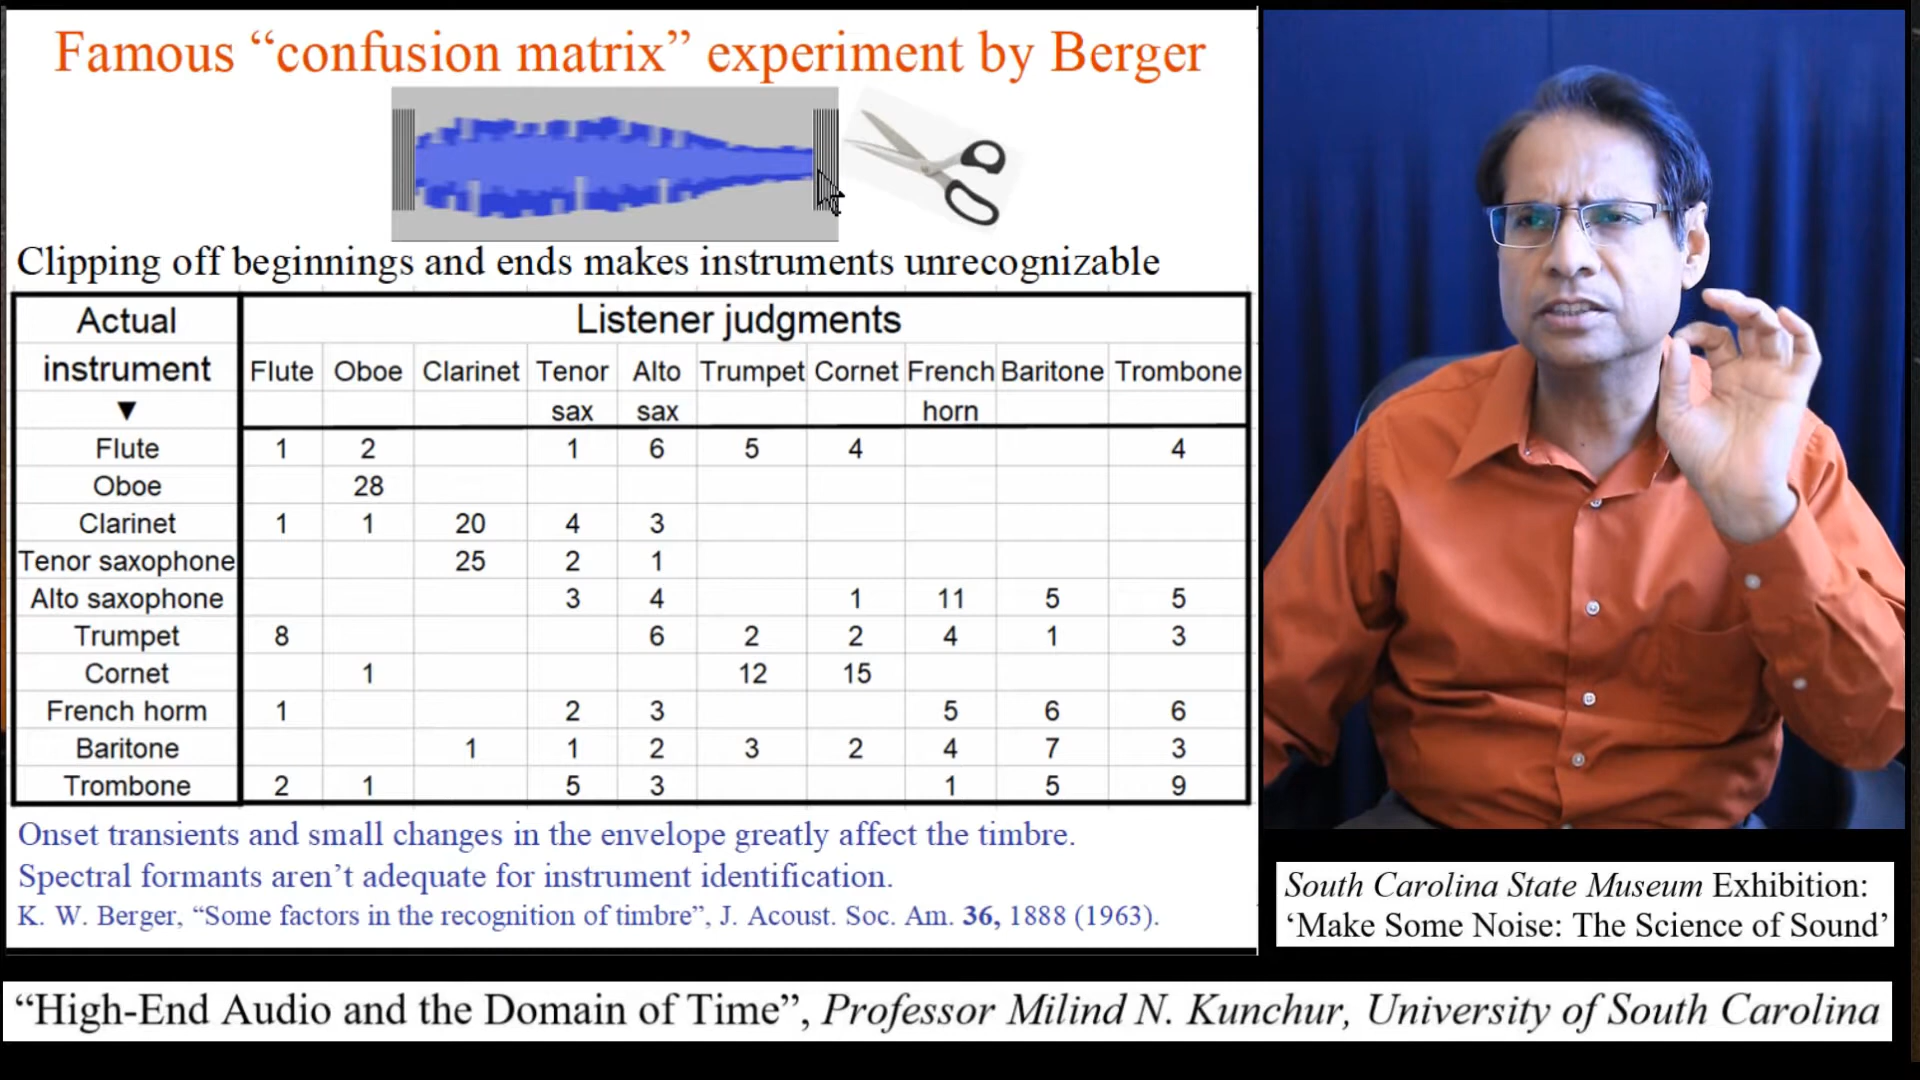 Famous “confusion matrix” experiment by Berger
Clipping off beginnings and ends makes instruments unrecognizable
Actual Listener judgments
instrument Flute Oboe Clarinet Tenor Alto Trumpet Cornet French Baritone Trombone
▼ sax sax horn
Flute 1 2 1 6 5 4 4
Oboe 28
Clarinet 1 1 20 4 3
Tenor saxophone 25 2 1
Alto saxophone 3 4 1 11 5 5
Trumpet 8 6 2 2 4 1 3
Cornet 1 12 15
French horm 1 2 3 5 6 6
Baritone 1 1 2 3 2 4 7 3
Trombone 2 1 5 3 1 5 9
Onset transients and small changes in the envelope greatly affect the timbre.
Spectral formants aren’t adequate for instrument identification.
K. W. Berger, “Some factors in the recognition of timbre”, J. Acoust. Soc. Am. 36, 1888 (1963).
South Carolina State Museum Exhibition:
‘Make Some Noise: The Science of Sound’
“High-End Audio and the Domain of Time”, Professor Milind N. Kunchur, University of South Carolina